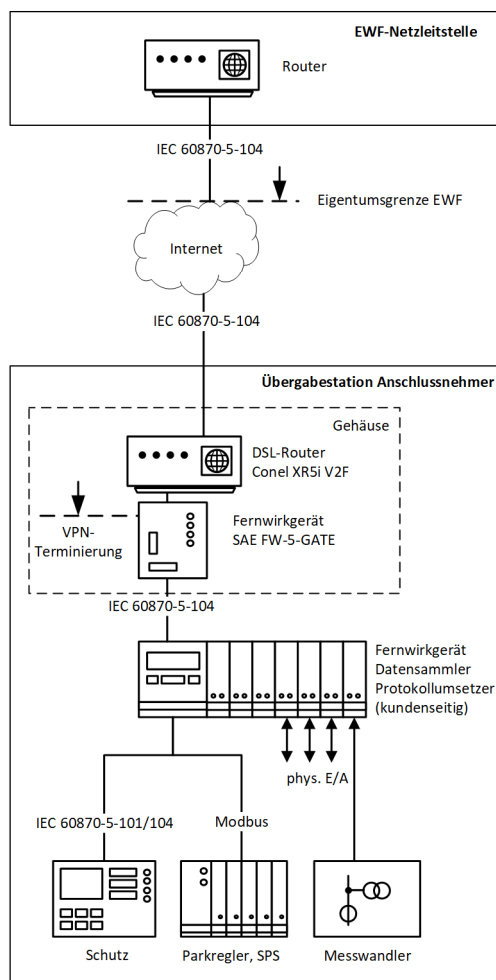 EWF-Netzleitstelle
Router
IEC 60870-5-104
Eigentumsgrenze EWF
Internet
IEC 60870-5-104
Übergabestation Anschlussnehmer
Gehäuse
DSL-Router
Conel XR5i V2F
VPN-
Terminierung
Fernwirkgerät
SAE FW-5-GATE
IEC 60870-5-104
Fernwirkgerät
Datensammler
Protokollumsetzer
(kundenseitig)
phys. E/A
IEC 60870-5-101/104
Modbus
Schutz
Parkregler, SPS
Messwandler